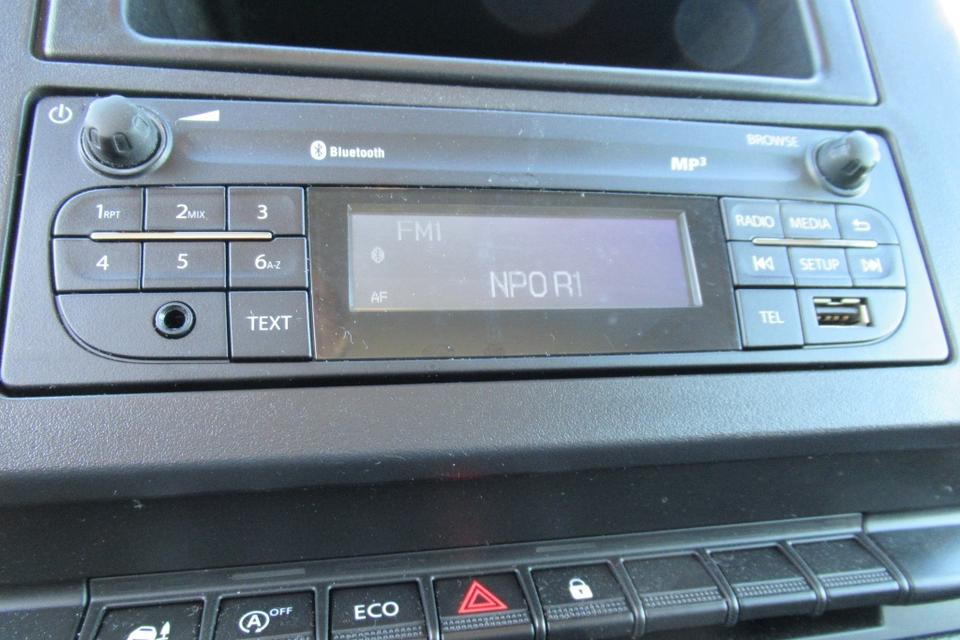 BROWSE
Bluetooth
MP3
1RPT 2MIX 3
4 5 6A-Z
TEXT
FM1
AF
NPO R1
RADIO MEDIA
SETUP
TEL
A OFF
ECO